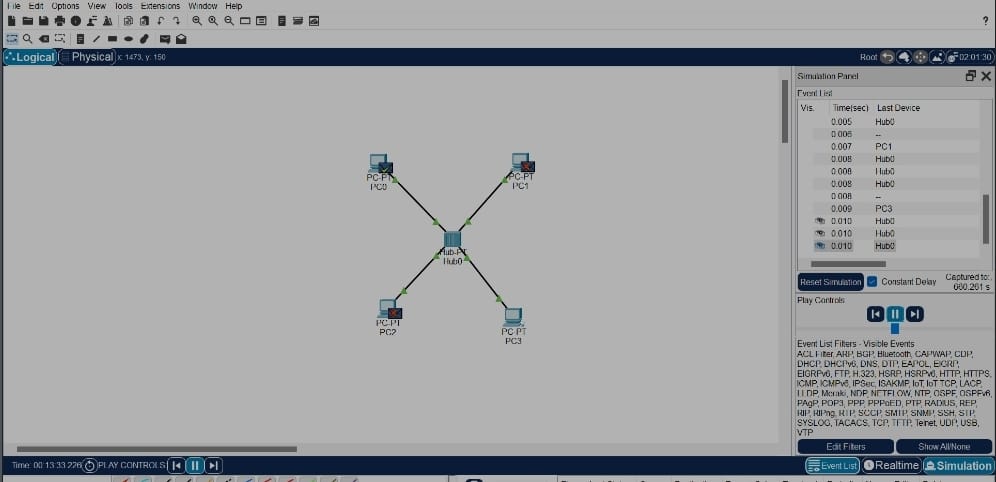 File Edit Options View Tools Extensions Window Help
?
Logical Physical x: 1473, y: 150
Root 02:01:30
Simulation Panel
Event List
Vis. Time(sec) Last Device
0.005 Hub0
0.006 --
0.007 PC1
0.008 Hub0
0.008 Hub0
0.008 Hub0
0.008 --
0.009 PC3
0.010 Hub0
0.010 Hub0
0.010 Hub0
Reset Simulation Constant Delay Captured to:
660.261 s
Play Controls
Event List Filters - Visible Events
ACL Filter, ARP, BGP, Bluetooth, CAPWAP, CDP,
DHCP, DHCPv6, DNS, DTP, EAPOL, EIGRP,
EIGRPv6, FTP, H.323, HSRP, HSRPv6, HTTP, HTTPS,
ICMP, ICMPv6, IPSec, ISAKMP, IoT, IoT TCP, LACP,
LLDP, Meraki, NDP, NETFLOW, NTP, OSPF, OSPFv6,
PAgP, POP3, PPP, PPPoED, PTP, RADIUS, REP,
RIP, RIPng, RTP, SCCP, SMTP, SNMP, SSH, STP,
SYSLOG, TACACS, TCP, TFTP, Telnet, UDP, USB,
VTP
Edit Filters Show All/None
PC-PT
PC0
PC-PT
PC1
Hub-PT
Hub0
PC-PT
PC2
PC-PT
PC3
Time: 00:13:33.226 PLAY CONTROLS:
Event List Realtime Simulation